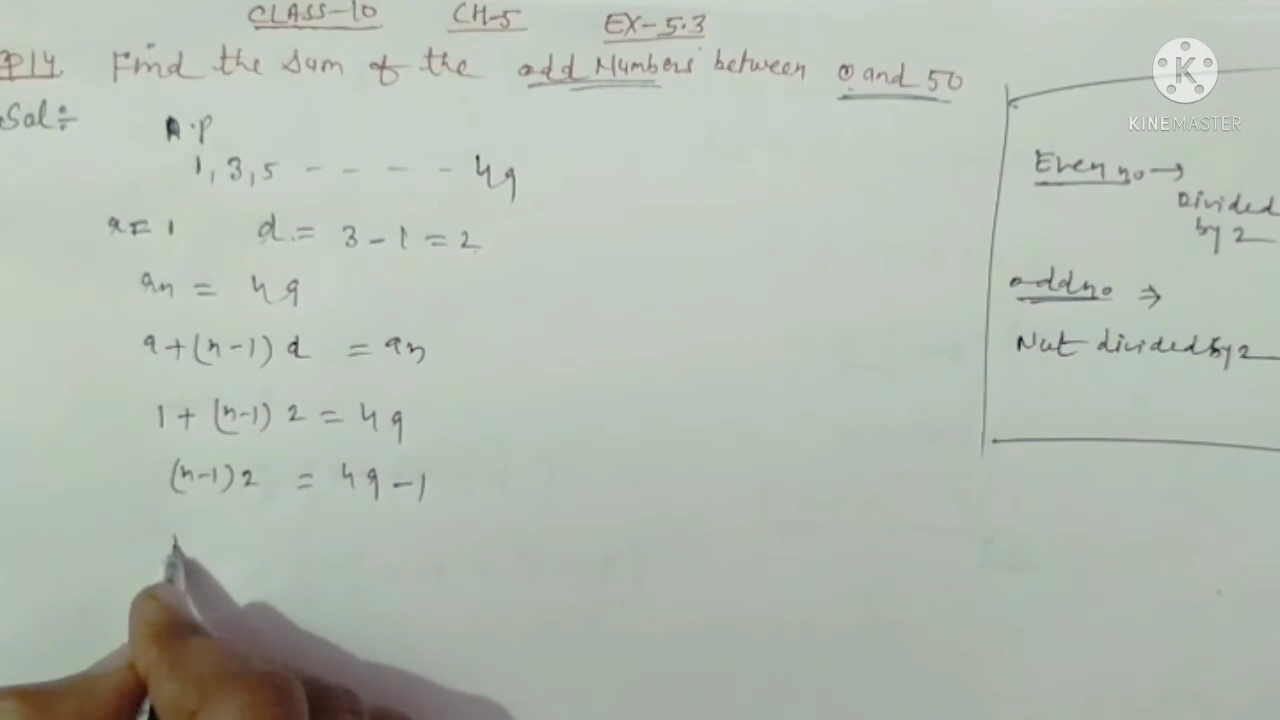 CLASS-10 CH-5 EX-5.3
Find the Sum of the odd Numbers between 0 and 50
Sol:-
A.P
1, 3, 5 - - - - 49
a = 1 d = 3 - 1 = 2
an = 49
a + (n-1) d = an
1 + (n-1) 2 = 49
(n-1) 2 = 49 - 1
K
KINEMASTER
Even no →
Divided
by 2
odd no ⇒
Not divided by 2